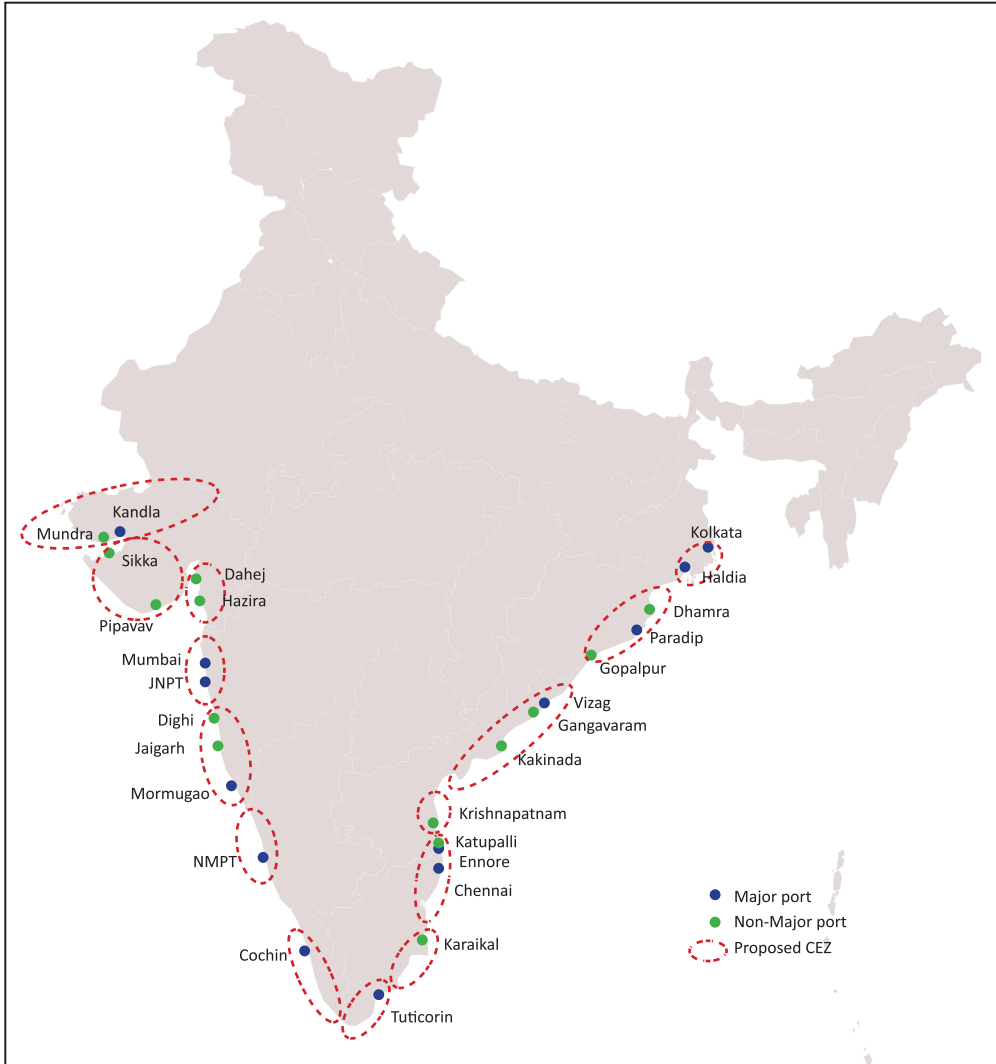 Kandla
Mundra
Sikka
Dahej
Hazira
Pipavav
Mumbai
JNPT
Dighi
Jaigarh
Mormugao
NMPT
Cochin
Kolkata
Haldia
Dhamra
Paradip
Gopalpur
Vizag
Gangavaram
Kakinada
Krishnapatnam
Katupalli
Ennore
Chennai
Karaikal
Tuticorin
Major port
Non-Major port
Proposed CEZ